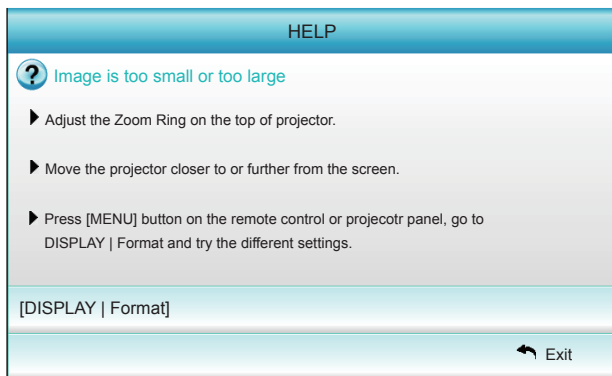 HELP
Image is too small or too large
Adjust the Zoom Ring on the top of projector.
Move the projector closer to or further from the screen.
Press [MENU] button on the remote control or projecotr panel, go to
DISPLAY | Format and try the different settings.
[DISPLAY | Format]
Exit